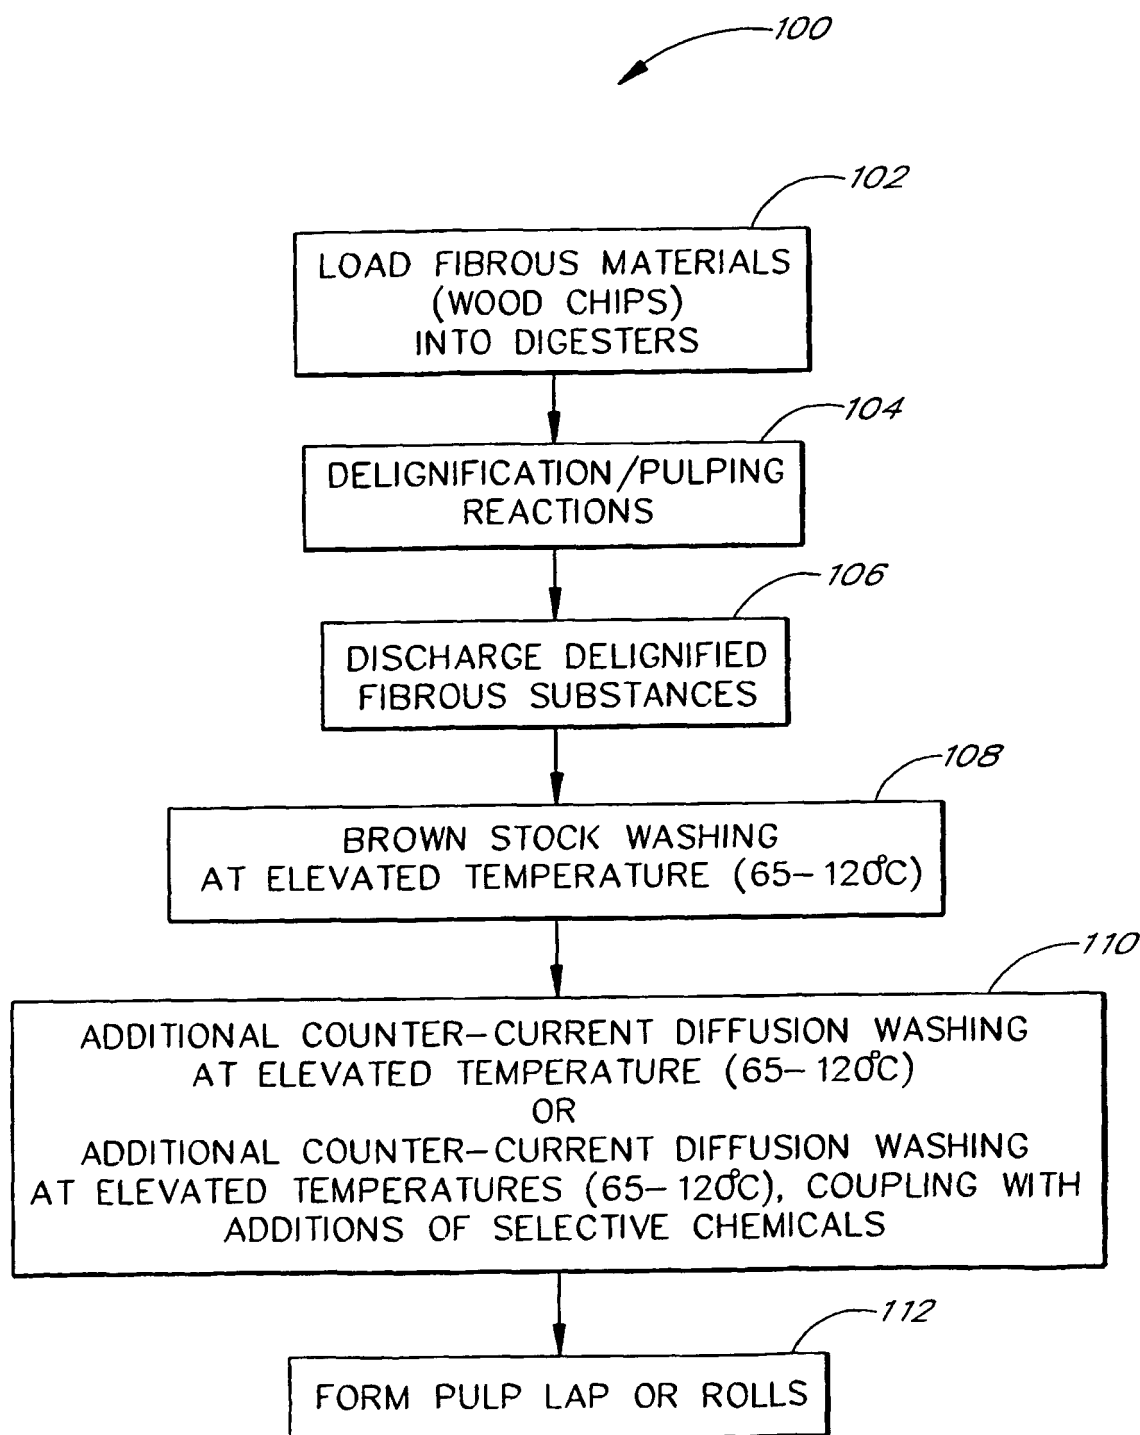 100
102
LOAD FIBROUS MATERIALS
(WOOD CHIPS)
INTO DIGESTERS
104
DELIGNIFICATION/PULPING
REACTIONS
106
DISCHARGE DELIGNIFIED
FIBROUS SUBSTANCES
108
BROWN STOCK WASHING
AT ELEVATED TEMPERATURE (65-120°C)
110
ADDITIONAL COUNTER-CURRENT DIFFUSION WASHING
AT ELEVATED TEMPERATURE (65-120°C)
OR
ADDITIONAL COUNTER-CURRENT DIFFUSION WASHING
AT ELEVATED TEMPERATURES (65-120°C), COUPLING WITH
ADDITIONS OF SELECTIVE CHEMICALS
112
FORM PULP LAP OR ROLLS